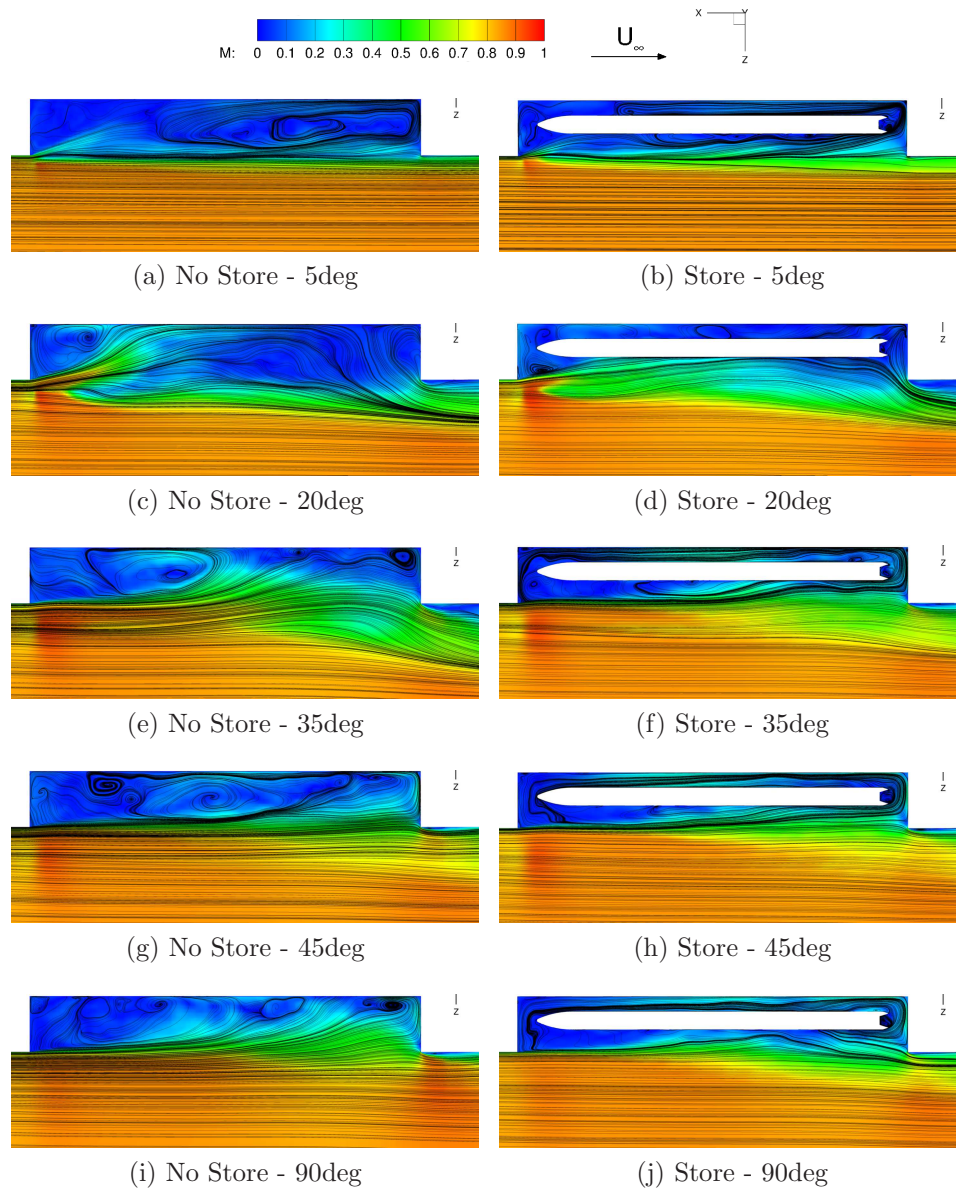 M: 0 0.1 0.2 0.3 0.4 0.5 0.6 0.7 0.8 0.9 1
U∞
X Y
Z
Z Z
(a) No Store - 5deg (b) Store - 5deg
Z Z
(c) No Store - 20deg (d) Store - 20deg
Z Z
(e) No Store - 35deg (f) Store - 35deg
Z Z
(g) No Store - 45deg (h) Store - 45deg
Z Z
(i) No Store - 90deg (j) Store - 90deg